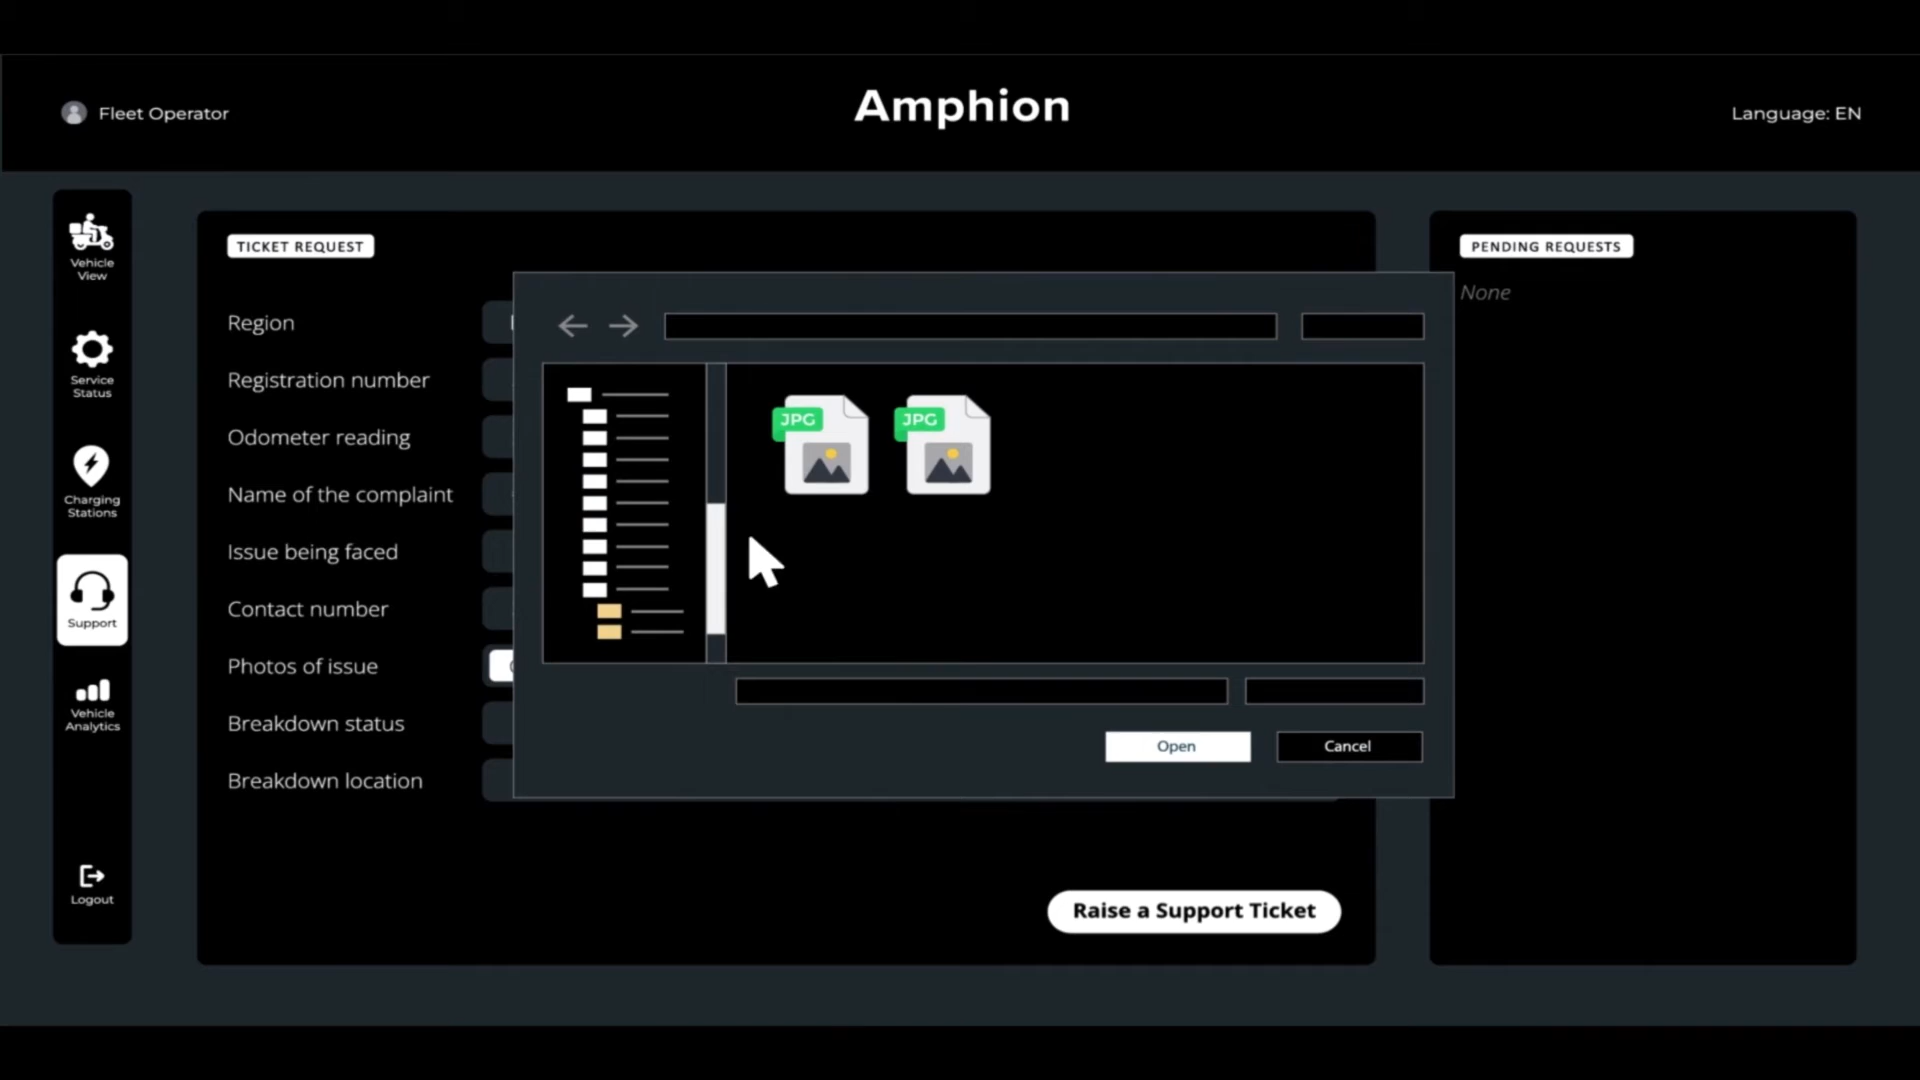 Fleet Operator
Amphion
Language: EN
Vehicle
View
Service
Status
Charging
Stations
Support
Vehicle
Analytics
Logout
TICKET REQUEST
Region
Registration number
Odometer reading
Name of the complaint
Issue being faced
Contact number
Photos of issue
Breakdown status
Breakdown location
JPG
JPG
Open
Cancel
Raise a Support Ticket
PENDING REQUESTS
None